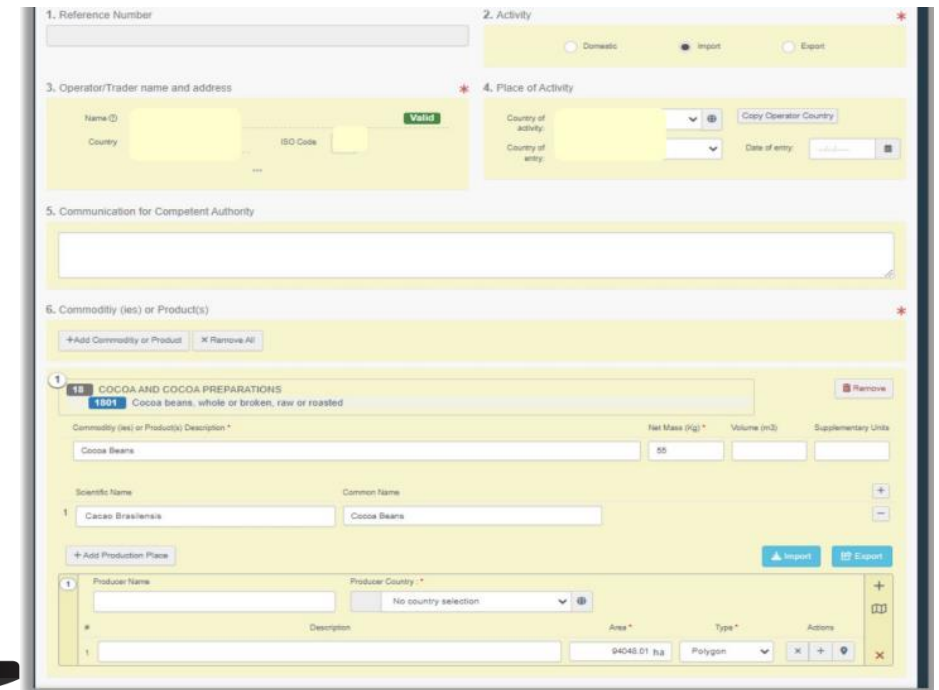 1. Reference Number
2. Activity *
Domestic Import Export
3. Operator/Trader name and address *
Name Valid
Country ISO Code
...
4. Place of Activity
Country of activity: Copy Operator Country
Country of entry: Date of entry:
5. Communication for Competent Authority
6. Commoditiy (ies) or Product(s) *
+Add Commodity or Product × Remove All
1
18 COCOA AND COCOA PREPARATIONS
Remove
1801 Cocoa beans, whole or broken, raw or roasted
Commoditiy (ies) or Product(s) Description * Net Mass (Kg) * Volume (m3) Supplementary Units
Cocoa Beans 55
Scientific Name Common Name
1 Cacao Brasilensis Cocoa Beans
+ Add Production Place Import Export
1 Producer Name Producer Country : *
No country selection
# Description Area * Type * Actions
1 94048.01 ha Polygon